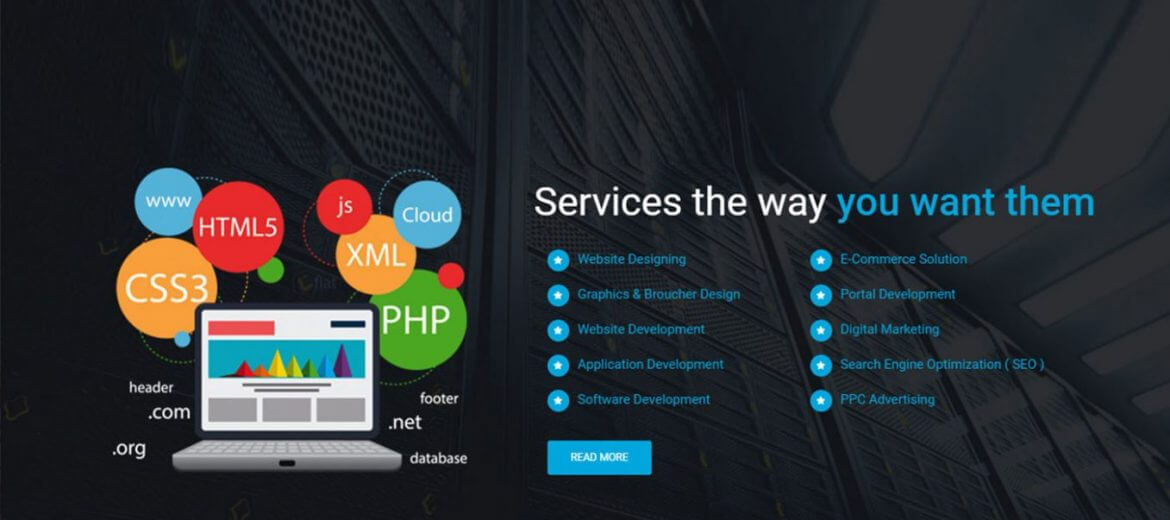 www
HTML5
js
Cloud
CSS3
XML
PHP
header
.com
.org
footer
.net
database
Services the way you want them
Website Designing
Graphics & Broucher Design
Website Development
Application Development
Software Development
E-Commerce Solution
Portal Development
Digital Marketing
Search Engine Optimization ( SEO )
PPC Advertising
READ MORE